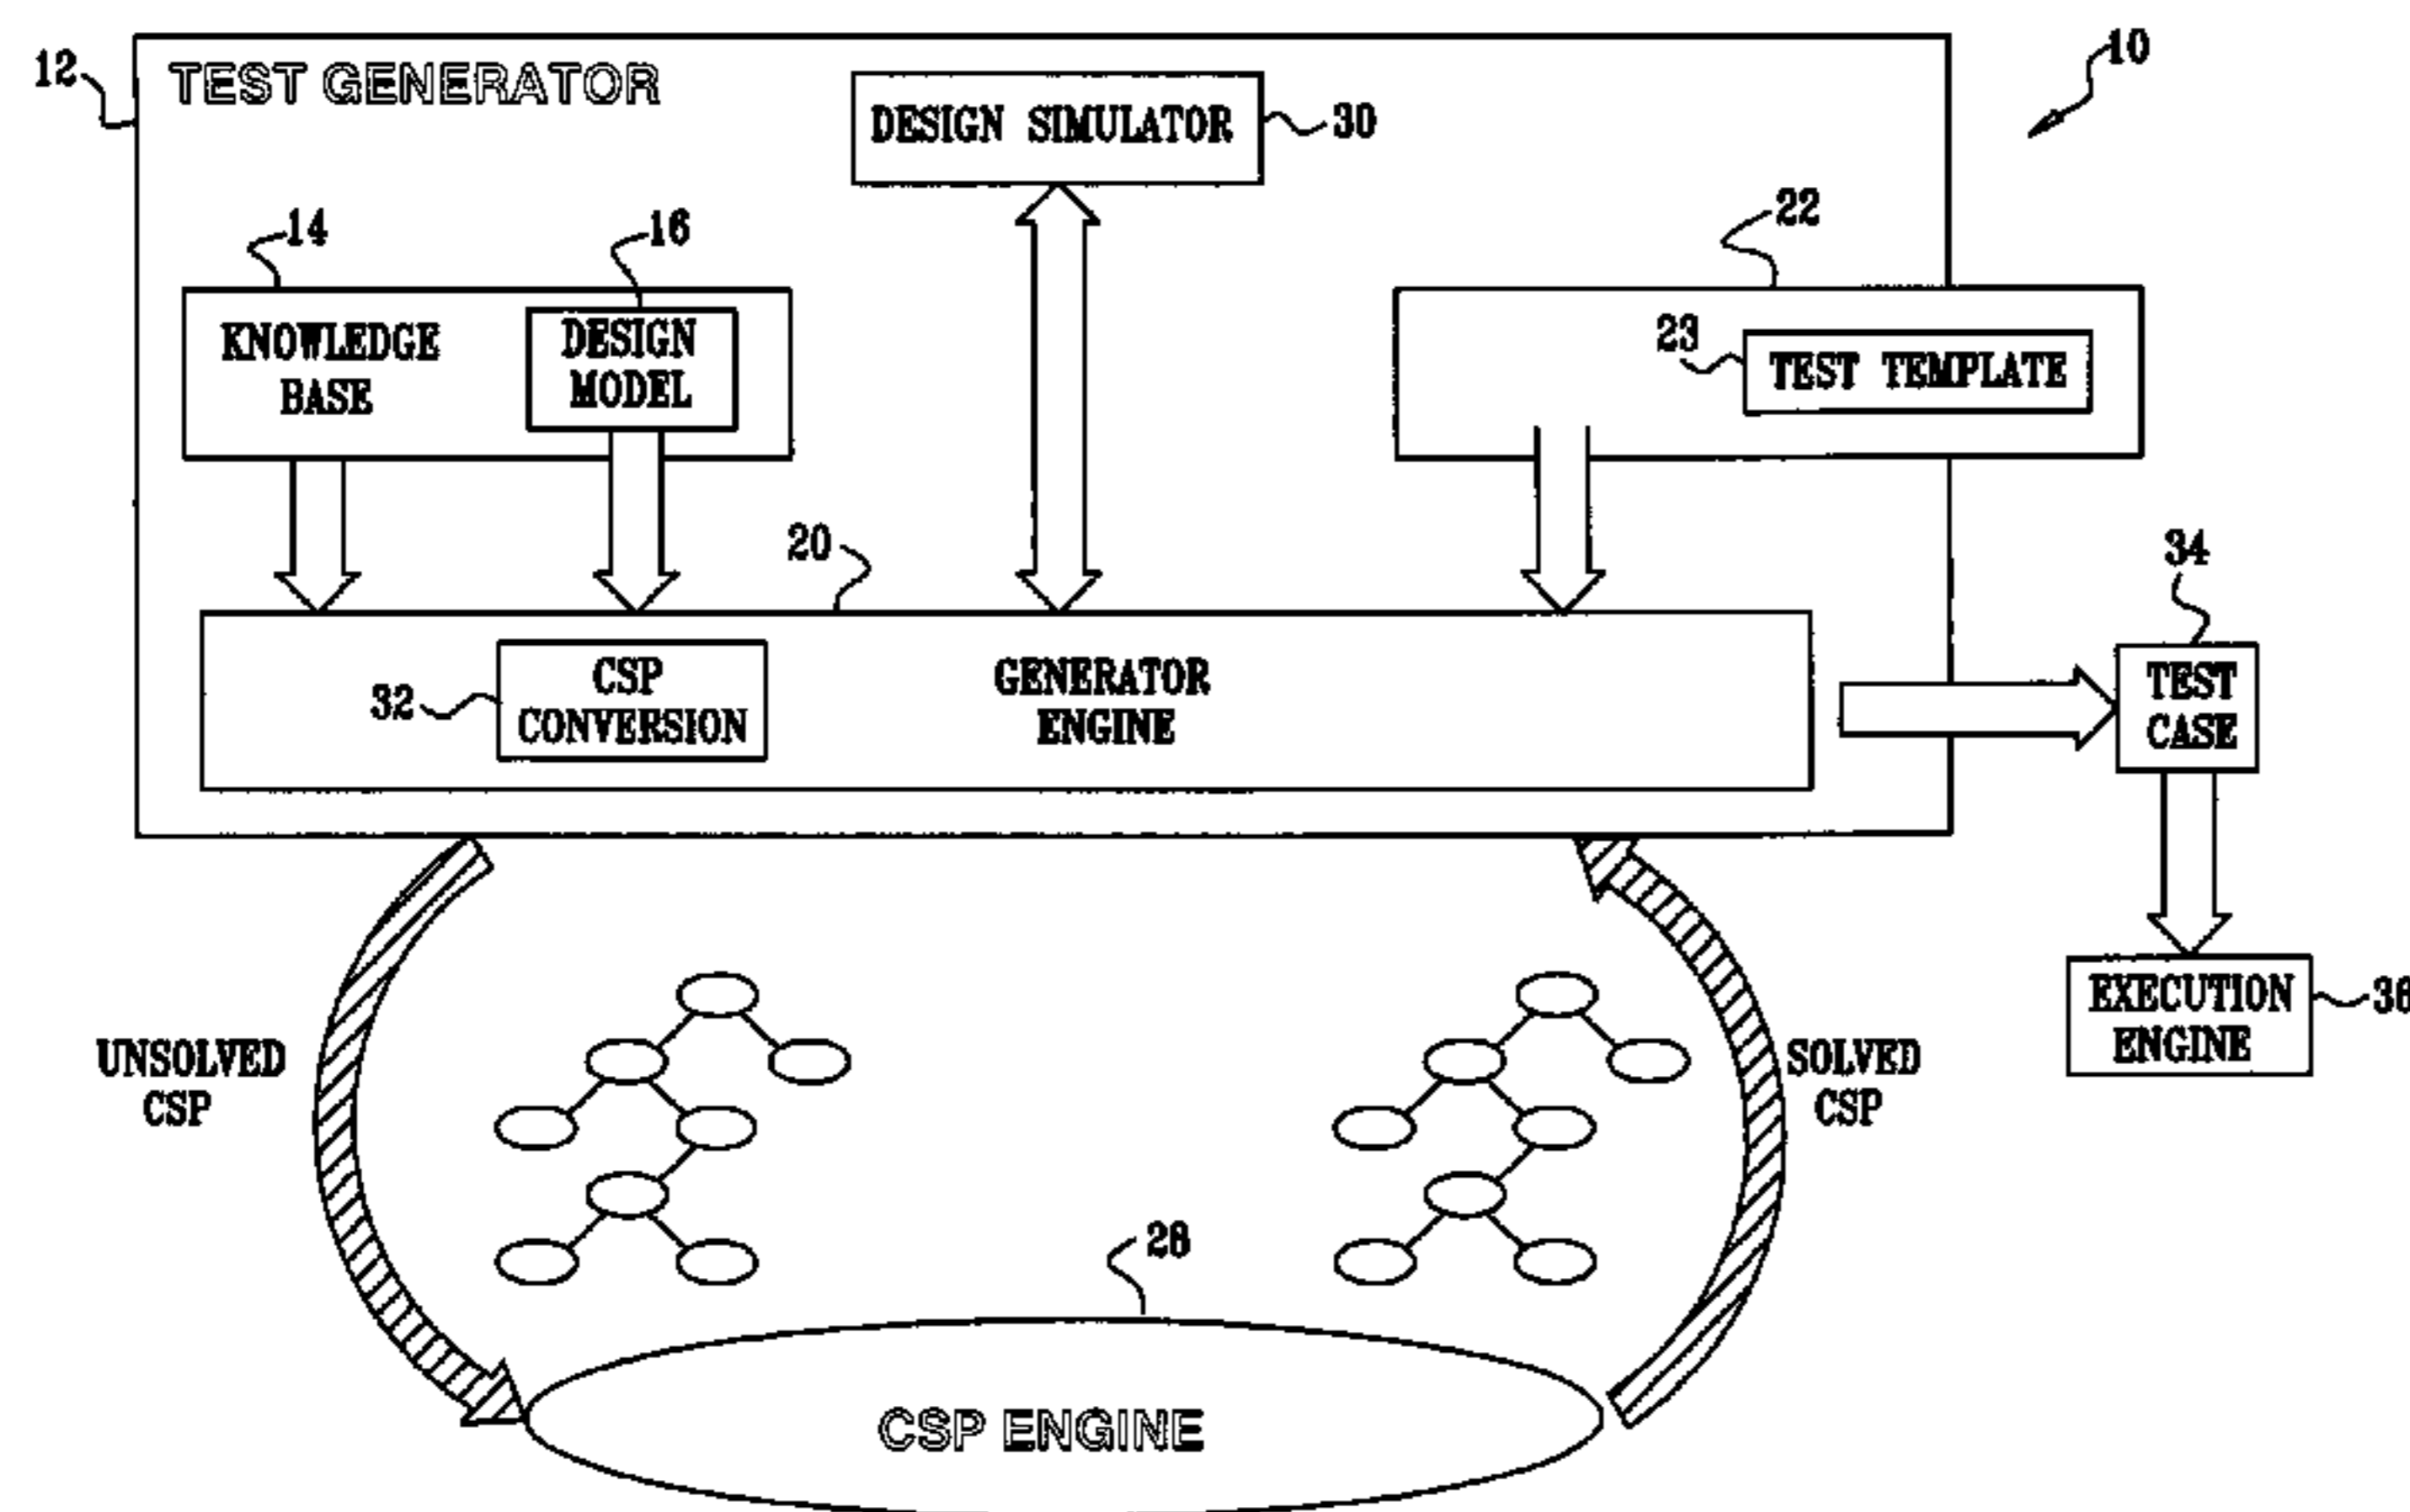 12
TEST GENERATOR
10
DESIGN SIMULATOR
30
14
16
22
KNOWLEDGE
BASE
DESIGN
MODEL
23
TEST TEMPLATE
20
34
32
CSP
CONVERSION
GENERATOR
ENGINE
TEST
CASE
EXECUTION
ENGINE
36
UNSOLVED
CSP
SOLVED
CSP
28
CSP ENGINE